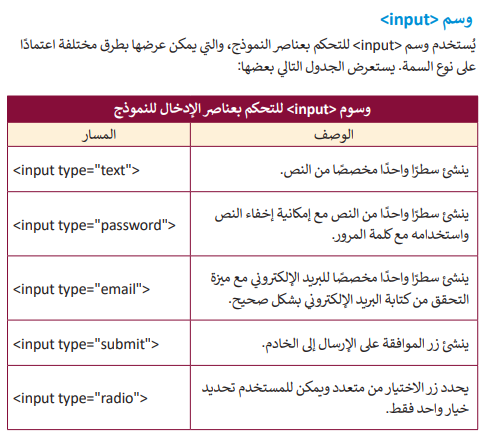 وسم <input>
يُستخدم وسم <input> للتحكم بعناصر النموذج، والتي يمكن عرضها بطرق مختلفة اعتمادًا
على نوع السمة. يستعرض الجدول التالي بعضها:
وسوم <input> للتحكم بعناصر الإدخال للنموذج
الوصف
المسار
ينشئ سطرًا واحدًا مخصصًا من النص.
<input type="text">
ينشئ سطرًا واحدًا من النص مع إمكانية إخفاء النص
واستخدامه مع كلمة المرور.
<input type="password">
ينشئ سطرًا واحدًا مخصصًا للبريد الإلكتروني مع ميزة
التحقق من كتابة البريد الإلكتروني بشكل صحيح.
<input type="email">
ينشئ زر الموافقة على الإرسال إلى الخادم.
<input type="submit">
يحدد زر الاختيار من متعدد ويمكن للمستخدم تحديد
خيار واحد فقط.
<input type="radio">